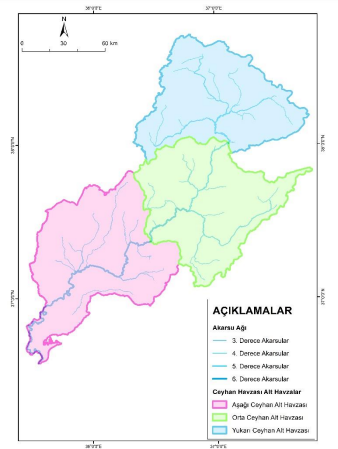 N
0 30 60 km
AÇIKLAMALAR
Akarsu Ağı
3. Derece Akarsular
4. Derece Akarsular
5. Derece Akarsular
6. Derece Akarsular
Ceyhan Havzası Alt Havzalar
Aşağı Ceyhan Alt Havzası
Orta Ceyhan Alt Havzası
Yukarı Ceyhan Alt Havzası